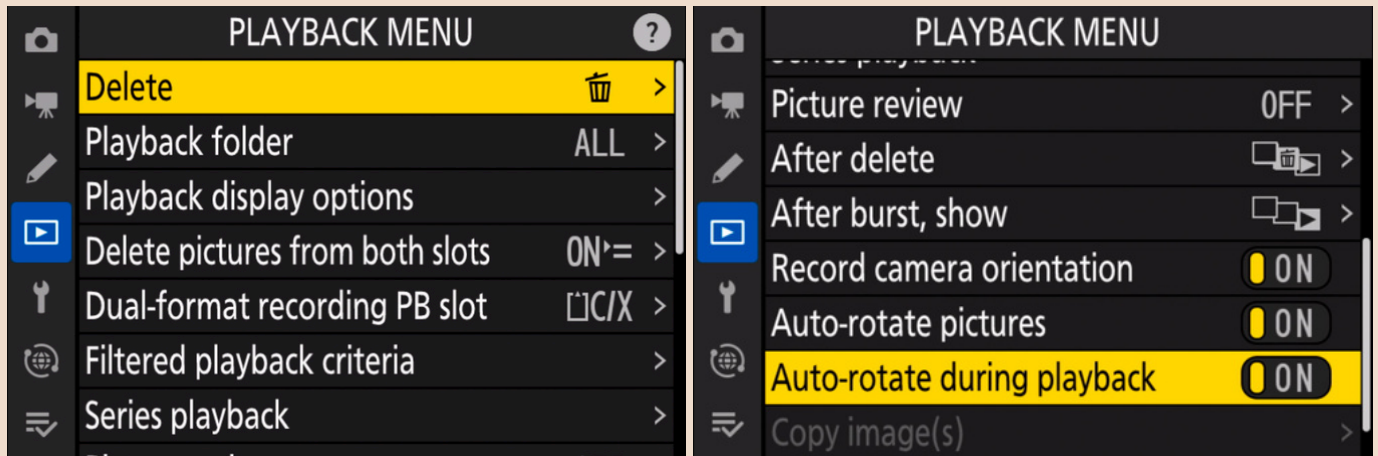 PLAYBACK MENU ?
Delete
Playback folder ALL
Playback display options
Delete pictures from both slots ON
Dual-format recording PB slot C/X
Filtered playback criteria
Series playback
PLAYBACK MENU
Series playback
Picture review OFF
After delete
After burst, show
Record camera orientation ON
Auto-rotate pictures ON
Auto-rotate during playback ON
Copy image(s)